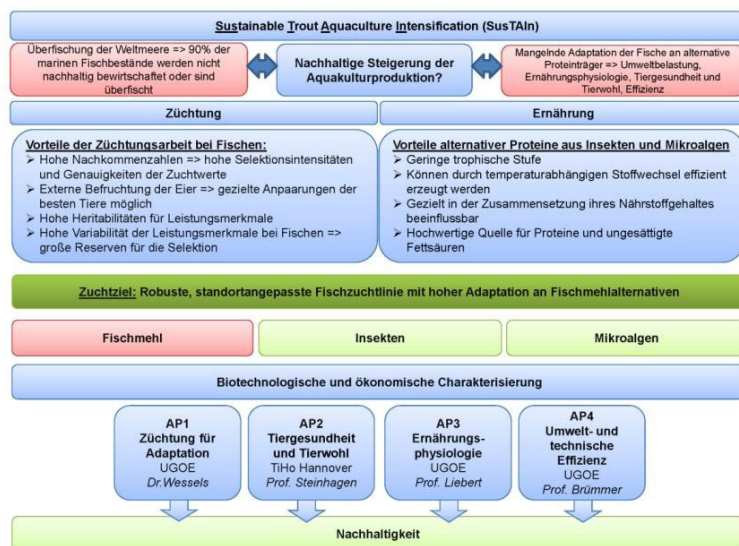 Sustainable Trout Aquaculture Intensification (SusTAIn)
Überfischung der Weltmeere => 90% der
marinen Fischbestände werden nicht
nachhaltig bewirtschaftet oder sind
überfischt
Nachhaltige Steigerung der
Aquakulturproduktion?
Mangelnde Adaptation der Fische an alternative
Proteinträger => Umweltbelastung,
Ernährungsphysiologie, Tiergesundheit und
Tierwohl, Effizienz
Züchtung
Ernährung
Vorteile der Züchtungsarbeit bei Fischen:
➢ Hohe Nachkommenzahlen => hohe Selektionsintensitäten
und Genauigkeiten der Zuchtwerte
➢ Externe Befruchtung der Eier => gezielte Anpaarungen der
besten Tiere möglich
➢ Hohe Heritabilitäten für Leistungsmerkmale
➢ Hohe Variabilität der Leistungsmerkmale bei Fischen =>
große Reserven für die Selektion
Vorteile alternativer Proteine aus Insekten und Mikroalgen
➢ Geringe trophische Stufe
➢ Können durch temperaturabhängigen Stoffwechsel effizient
erzeugt werden
➢ Gezielt in der Zusammensetzung ihres Nährstoffgehaltes
beeinflussbar
➢ Hochwertige Quelle für Proteine und ungesättigte
Fettsäuren
Zuchtziel: Robuste, standortangepasste Fischzuchtlinie mit hoher Adaptation an Fischmehlalternativen
Fischmehl
Insekten
Mikroalgen
Biotechnologische und ökonomische Charakterisierung
AP1
Züchtung für
Adaptation
UGOE
Dr.Wessels
AP2
Tiergesundheit
und Tierwohl
TiHo Hannover
Prof. Steinhagen
AP3
Ernährungs-
physiologie
UGOE
Prof. Liebert
AP4
Umwelt- und
technische
Effizienz
UGOE
Prof. Brümmer
Nachhaltigkeit